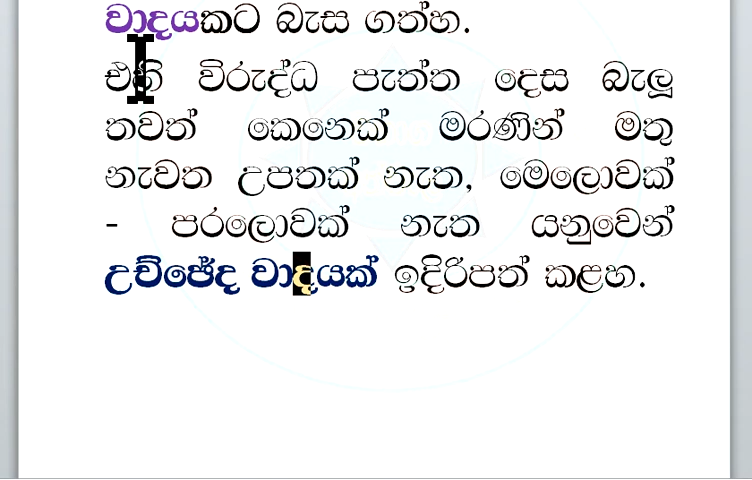 වාදයකට බැස ගත්හ.
එහි විරුද්ධ පැත්ත දෙස බැලූ
තවත් කෙනෙක් මරණින් මතු
නැවත උපතක් නැත, මෙලොවක්
- පරලොවක් නැත යනුවෙන්
උච්ඡේද වාදයක් ඉදිරිපත් කළහ.